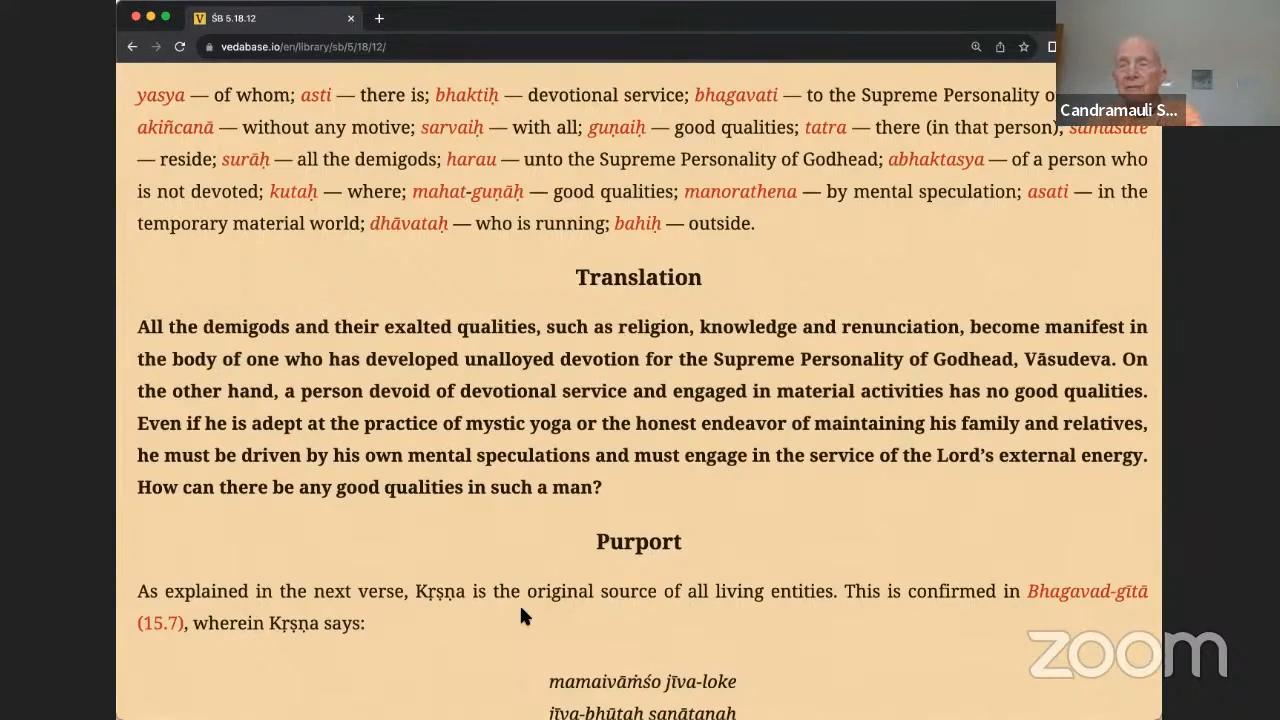 ŚB 5.18.12
vedabase.io/en/library/sb/5/18/12/
yasya — of whom; asti — there is; bhaktiḥ — devotional service; bhagavati — to the Supreme Personality
akiñcanā — without any motive; sarvaiḥ — with all; guṇaiḥ — good qualities; tatra — there (in that person);
— reside; surāḥ — all the demigods; harau — unto the Supreme Personality of Godhead; abhaktasya — of a person who
is not devoted; kutaḥ — where; mahat-guṇāḥ — good qualities; manorathena — by mental speculation; asati — in the
temporary material world; dhāvataḥ — who is running; bahiḥ — outside.
Translation
All the demigods and their exalted qualities, such as religion, knowledge and renunciation, become manifest in
the body of one who has developed unalloyed devotion for the Supreme Personality of Godhead, Vāsudeva. On
the other hand, a person devoid of devotional service and engaged in material activities has no good qualities.
Even if he is adept at the practice of mystic yoga or the honest endeavor of maintaining his family and relatives,
he must be driven by his own mental speculations and must engage in the service of the Lord's external energy.
How can there be any good qualities in such a man?
Purport
As explained in the next verse, Kṛṣṇa is the original source of all living entities. This is confirmed in Bhagavad-gītā
(15.7), wherein Kṛṣṇa says:
mamaivāṁśo jīva-loke
jīva-bhūtaḥ sanātanaḥ
Candramauli S...
zoom